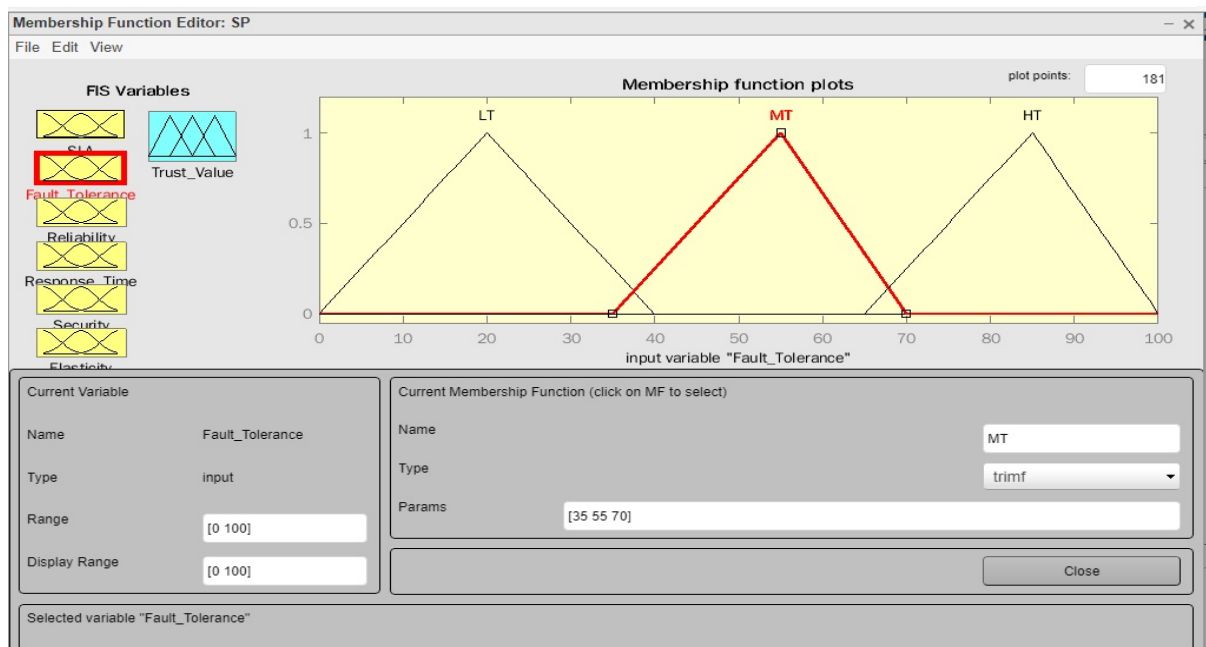 Membership Function Editor: SP
File Edit View
FIS Variables
SLA
Fault_Tolerance
Reliability
Response_Time
Security
Elasticity
Trust_Value
Membership function plots
plot points:
181
LT
MT
HT
1
0.5
0
0 10 20 30 40 50 60 70 80 90 100
input variable "Fault_Tolerance"
Current Variable
Name Fault_Tolerance
Type input
Range [0 100]
Display Range [0 100]
Current Membership Function (click on MF to select)
Name MT
Type trimf
Params [35 55 70]
Close
Selected variable "Fault_Tolerance"